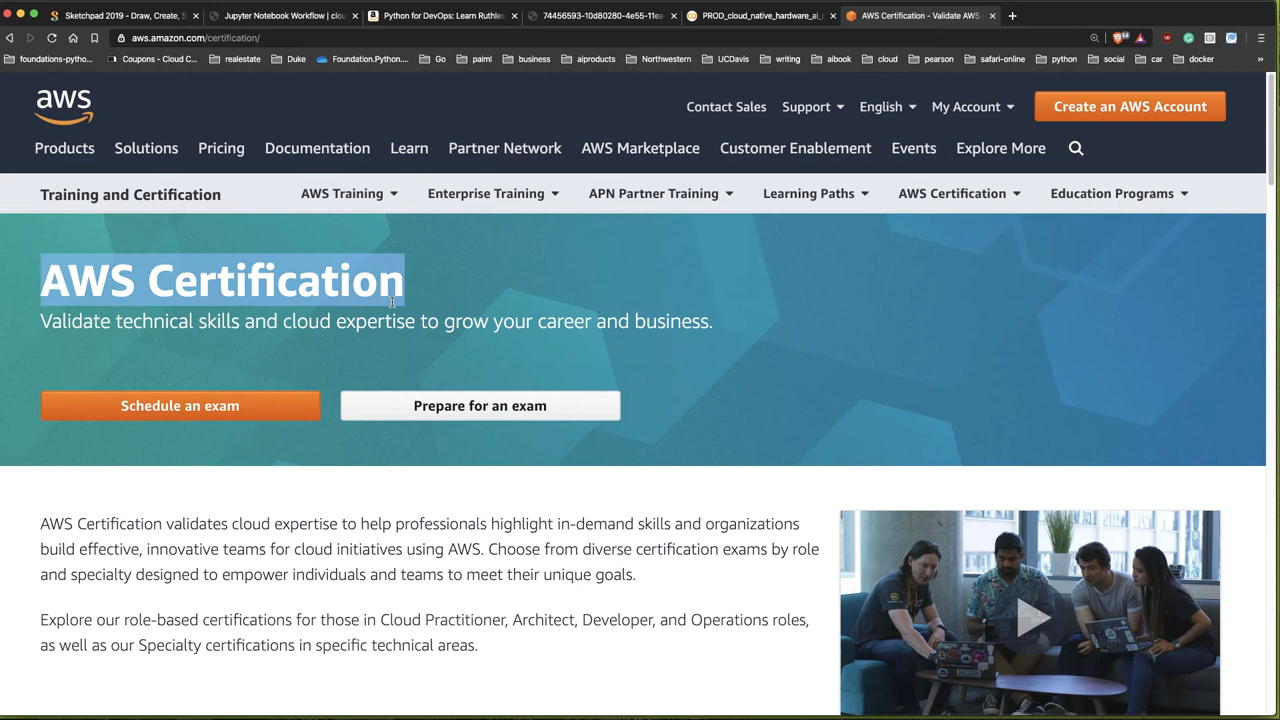 Sketchpad 2019 - Draw, Create, S
Jupyter Notebook Workflow | clou
Python for DevOps: Learn Ruthles
74456593-10d80280-4e55-11ea
PROD_cloud_native_hardware_ai_
AWS Certification - Validate AWS
aws.amazon.com/certification/
foundations-pytho...
Coupons - Cloud C...
realestate
Duke
Foundation.Python....
Go
paiml
business
aiproducts
Northwestern
UCDavis
writing
aibook
cloud
pearson
safari-online
python
social
car
docker
aws
Contact Sales
Support
English
My Account
Create an AWS Account
Products
Solutions
Pricing
Documentation
Learn
Partner Network
AWS Marketplace
Customer Enablement
Events
Explore More
Training and Certification
AWS Training
Enterprise Training
APN Partner Training
Learning Paths
AWS Certification
Education Programs
AWS Certification
Validate technical skills and cloud expertise to grow your career and business.
Schedule an exam
Prepare for an exam
AWS Certification validates cloud expertise to help professionals highlight in-demand skills and organizations
build effective, innovative teams for cloud initiatives using AWS. Choose from diverse certification exams by role
and specialty designed to empower individuals and teams to meet their unique goals.
Explore our role-based certifications for those in Cloud Practitioner, Architect, Developer, and Operations roles,
as well as our Specialty certifications in specific technical areas.